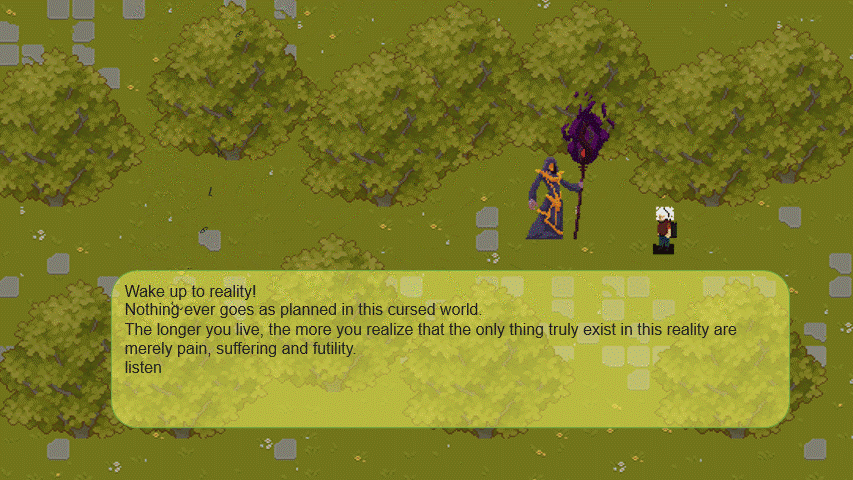 Wake up to reality!
Nothing ever goes as planned in this cursed world.
The longer you live, the more you realize that the only thing truly exist in this reality are
merely pain, suffering and futility.
listen